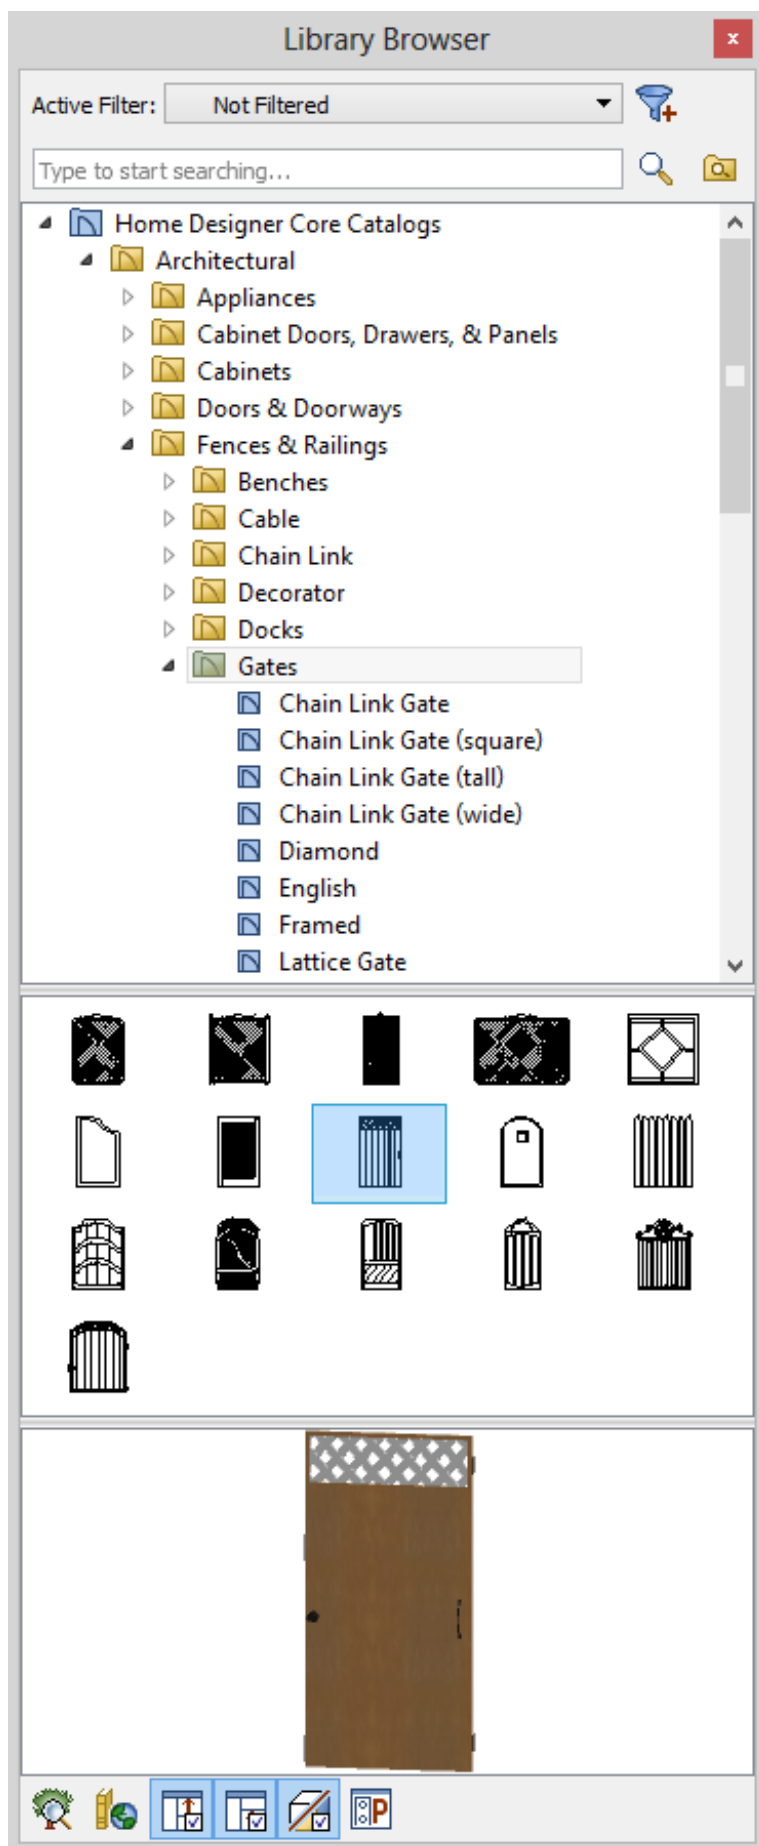 Library Browser
x
Active Filter: Not Filtered
Type to start searching...
Home Designer Core Catalogs
Architectural
Appliances
Cabinet Doors, Drawers, & Panels
Cabinets
Doors & Doorways
Fences & Railings
Benches
Cable
Chain Link
Decorator
Docks
Gates
Chain Link Gate
Chain Link Gate (square)
Chain Link Gate (tall)
Chain Link Gate (wide)
Diamond
English
Framed
Lattice Gate
P